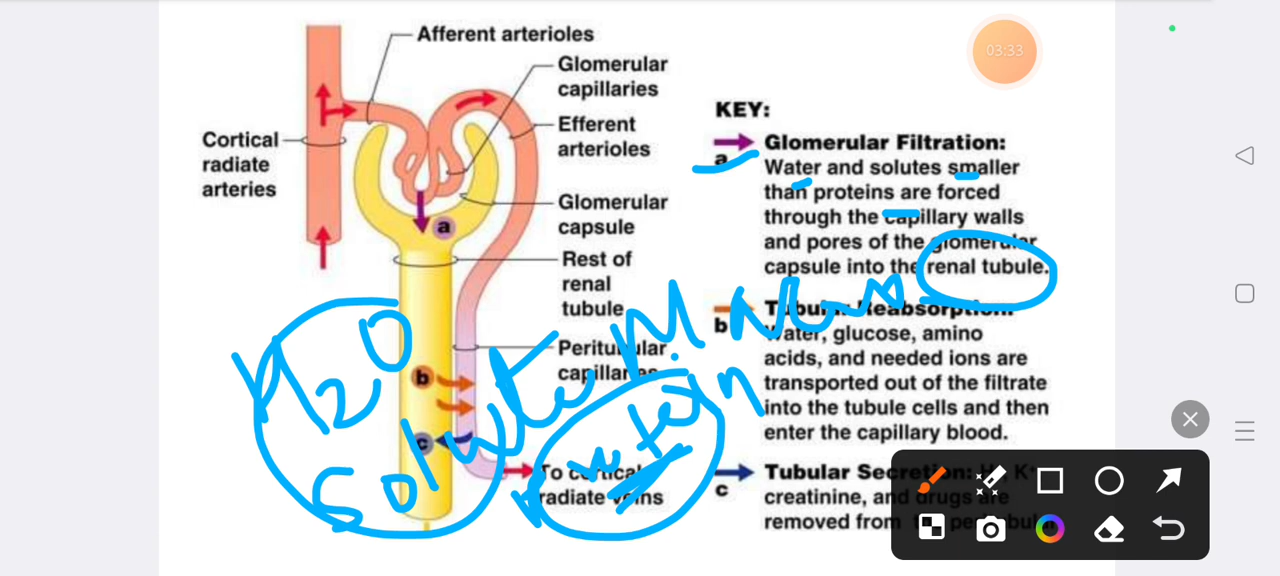 Afferent arterioles
Glomerular
capillaries
Efferent
arterioles
Cortical
radiate
arteries
Glomerular
capsule
Rest of
renal
tubule
Peritubular
capillaries
To cortical
radiate veins
a
b
c
KEY:
a
Glomerular Filtration:
Water and solutes smaller
than proteins are forced
through the capillary walls
and pores of the glomerular
capsule into the renal tubule.
b
Tubular Reabsorption:
Water, glucose, amino
acids, and needed ions are
transported out of the filtrate
into the tubule cells and then
enter the capillary blood.
c
Tubular Secretion: H+, K+
creatinine, and drugs are
removed from
H2O
Solute
03:33